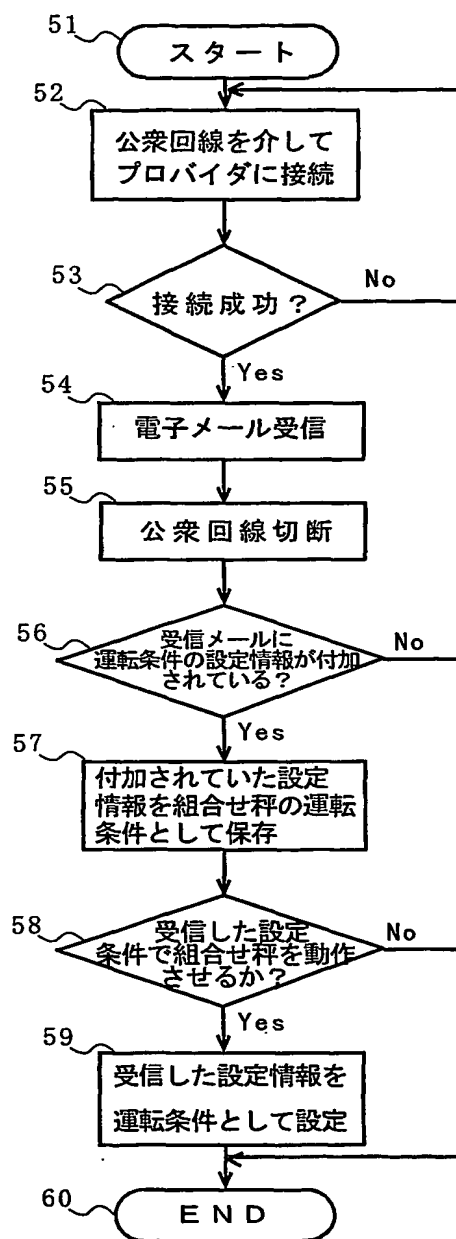 51
スタート
52
公衆回線を介して
プロバイダに接続
53
接続成功？
No
Yes
54
電子メール受信
55
公衆回線切断
56
受信メールに
運転条件の設定情報が付加
されている？
No
Yes
57
付加されていた設定
情報を組合せ秤の運転
条件として保存
58
受信した設定
条件で組合せ秤を動作
させるか？
No
Yes
59
受信した設定情報を
運転条件として設定
60
END